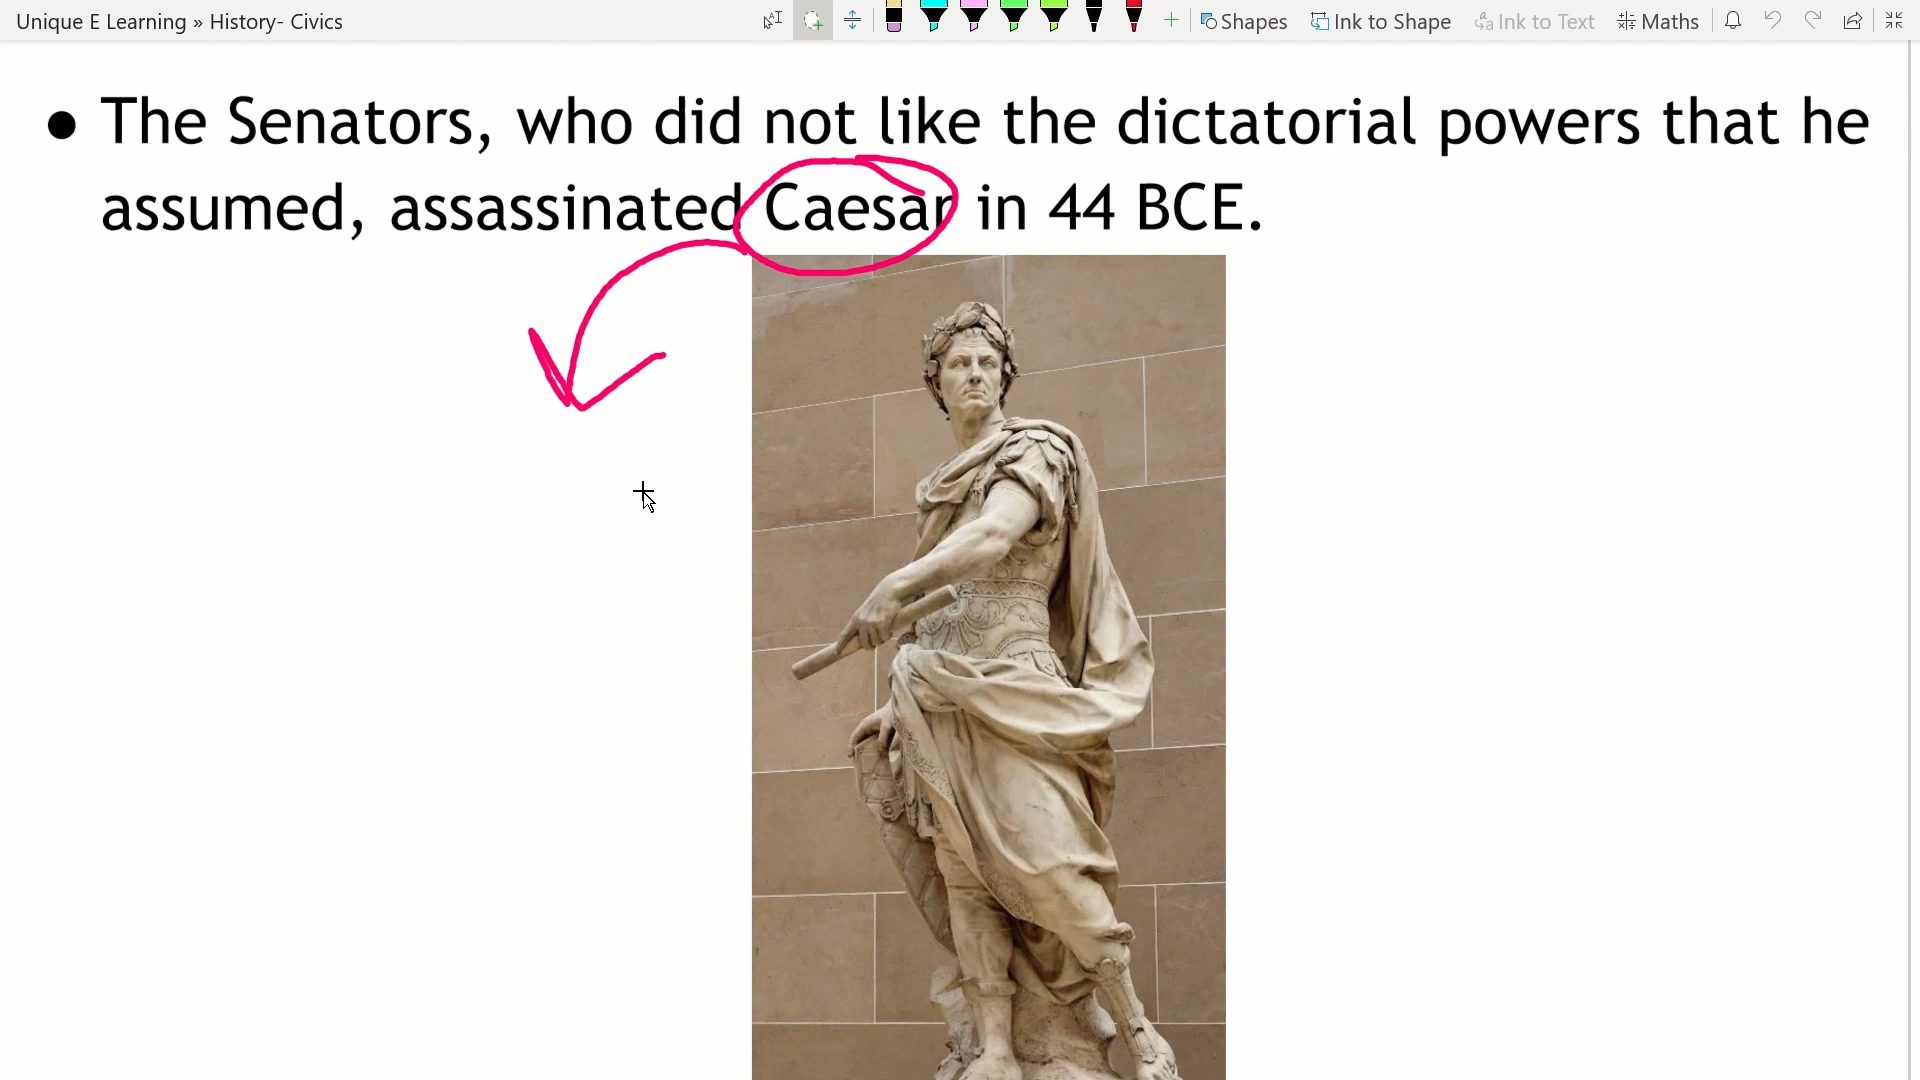 Unique E Learning » History- Civics
Shapes Ink to Shape Ink to Text Maths
● The Senators, who did not like the dictatorial powers that he
assumed, assassinated Caesar in 44 BCE.